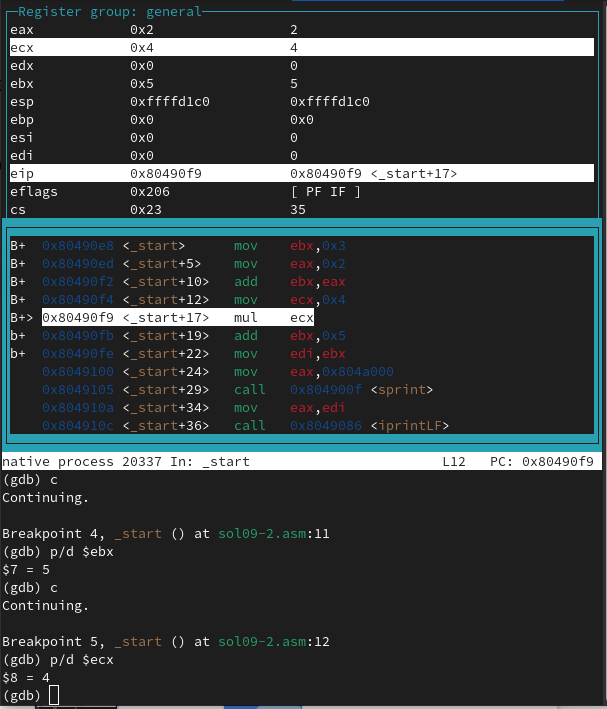 Register group: general
eax 0x2 2
ecx 0x4 4
edx 0x0 0
ebx 0x5 5
esp 0xffffd1c0 0xffffd1c0
ebp 0x0 0x0
esi 0x0 0
edi 0x0 0
eip 0x80490f9 0x80490f9 <_start+17>
eflags 0x206 [ PF IF ]
cs 0x23 35
B+ 0x80490e8 <_start> mov ebx,0x3
B+ 0x80490ed <_start+5> mov eax,0x2
B+ 0x80490f2 <_start+10> add ebx,eax
B+ 0x80490f4 <_start+12> mov ecx,0x4
B+> 0x80490f9 <_start+17> mul ecx
b+ 0x80490fb <_start+19> add ebx,0x5
b+ 0x80490fe <_start+22> mov edi,ebx
0x8049100 <_start+24> mov eax,0x804a000
0x8049105 <_start+29> call 0x804900f <sprint>
0x804910a <_start+34> mov eax,edi
0x804910c <_start+36> call 0x8049086 <iprintLF>
native process 20337 In: _start L12 PC: 0x80490f9
(gdb) c
Continuing.
Breakpoint 4, _start () at sol09-2.asm:11
(gdb) p/d $ebx
$7 = 5
(gdb) c
Continuing.
Breakpoint 5, _start () at sol09-2.asm:12
(gdb) p/d $ecx
$8 = 4
(gdb)